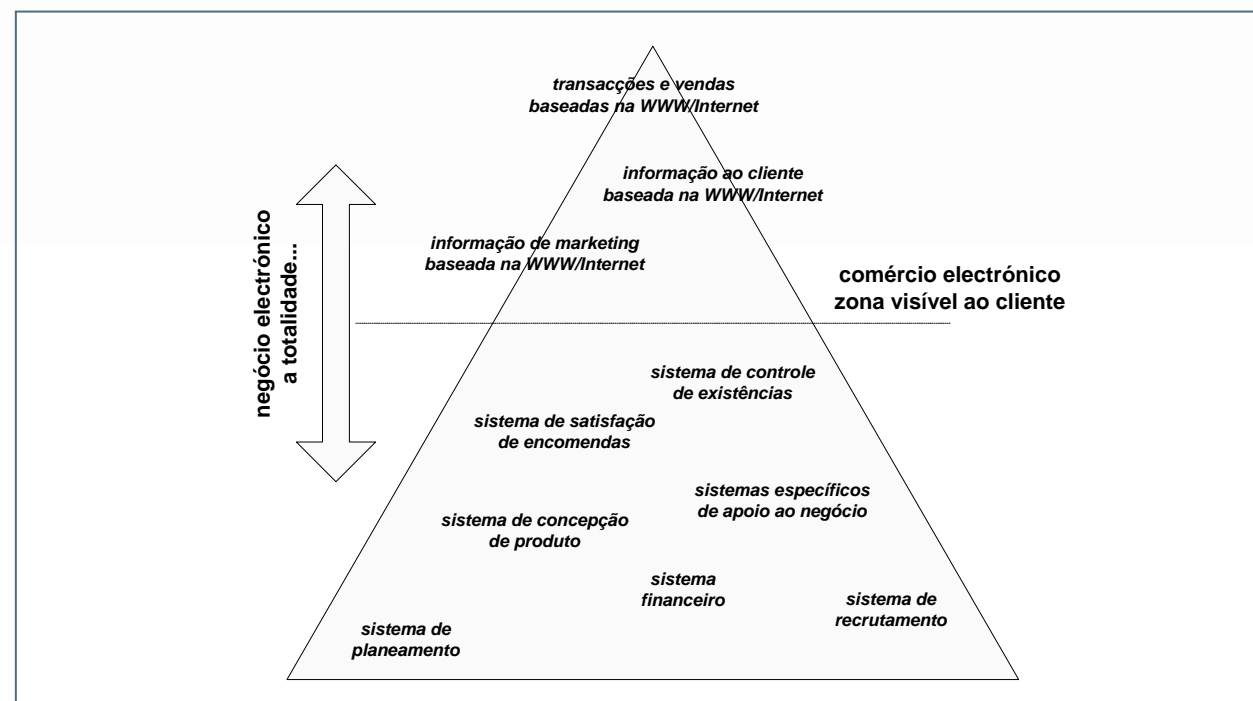 transacções e vendas
baseadas na WWW/Internet
informação ao cliente
baseada na WWW/Internet
informação de marketing
baseada na WWW/Internet
negócio electrónico
a totalidade...
comércio electrónico
zona visível ao cliente
sistema de controle
de existências
sistema de satisfação
de encomendas
sistemas específicos
de apoio ao negócio
sistema de concepção
de produto
sistema
financeiro
sistema de
recrutamento
sistema de
planeamento